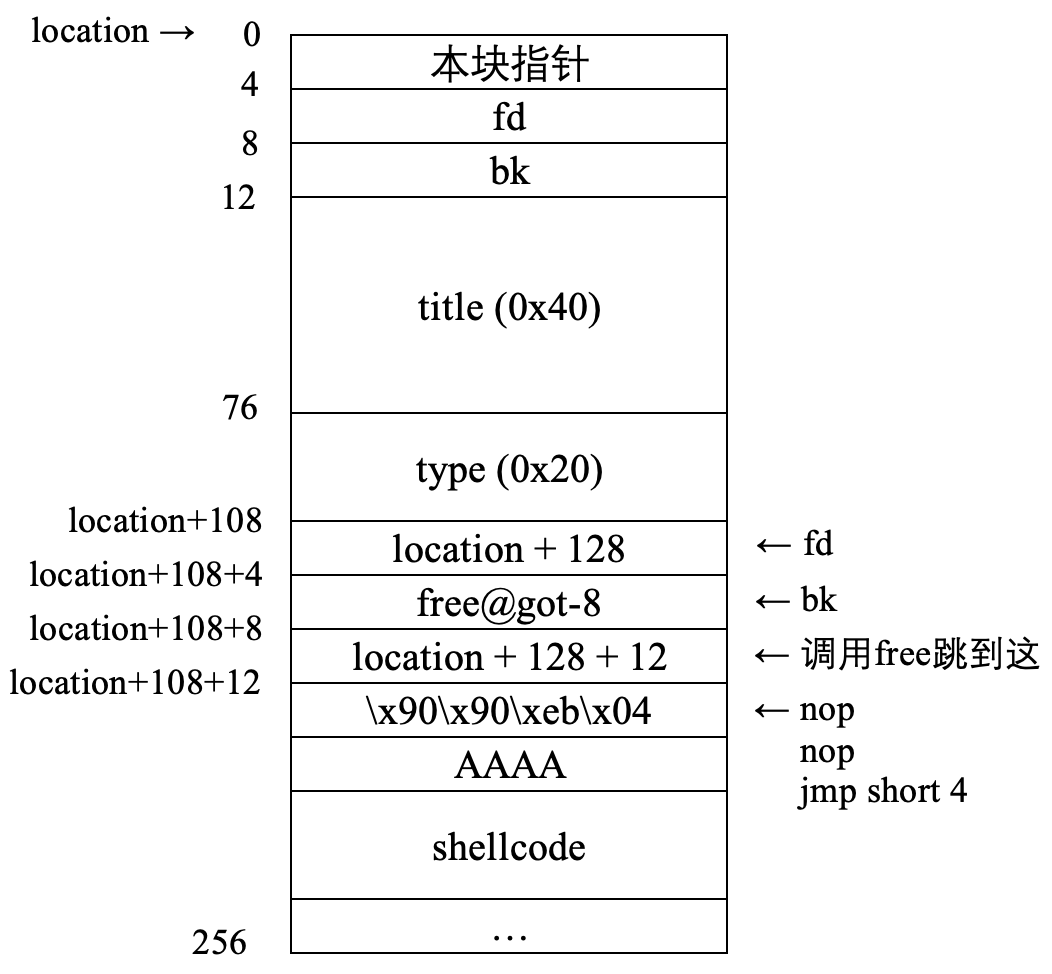 location → 0
本块指针
4
fd
8
bk
12
title (0x40)
76
type (0x20)
location+108
location + 128
← fd
location+108+4
free@got-8
← bk
location+108+8
location + 128 + 12
← 调用free跳到这
location+108+12
\x90\x90\xeb\x04
← nop
nop
AAAA
jmp short 4
shellcode
256
…